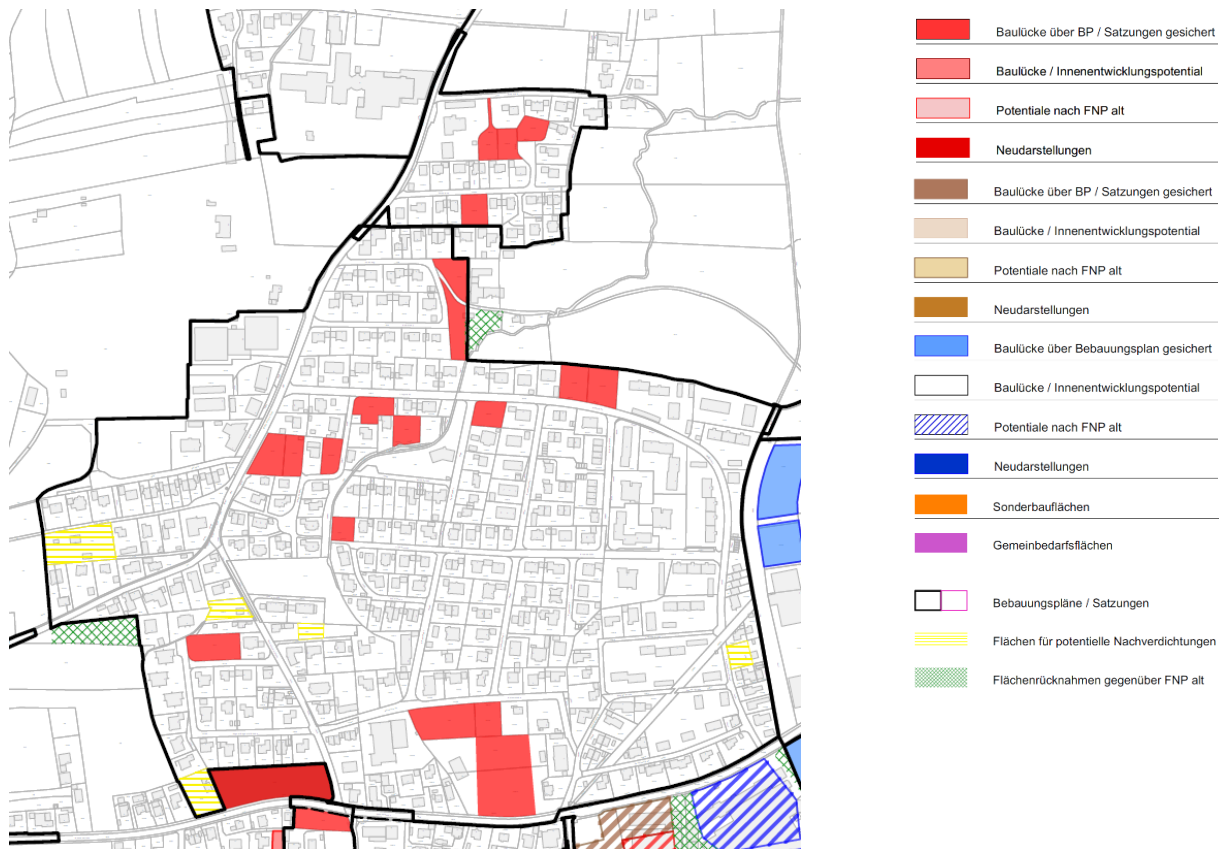 Baulücke über BP / Satzungen gesichert
Baulücke / Innenentwicklungspotential
Potentiale nach FNP alt
Neudarstellungen
Baulücke über BP / Satzungen gesichert
Baulücke / Innenentwicklungspotential
Potentiale nach FNP alt
Neudarstellungen
Baulücke über Bebauungsplan gesichert
Baulücke / Innenentwicklungspotential
Potentiale nach FNP alt
Neudarstellungen
Sonderbauflächen
Gemeinbedarfsflächen
Bebauungspläne / Satzungen
Flächen für potentielle Nachverdichtungen
Flächenrücknahmen gegenüber FNP alt